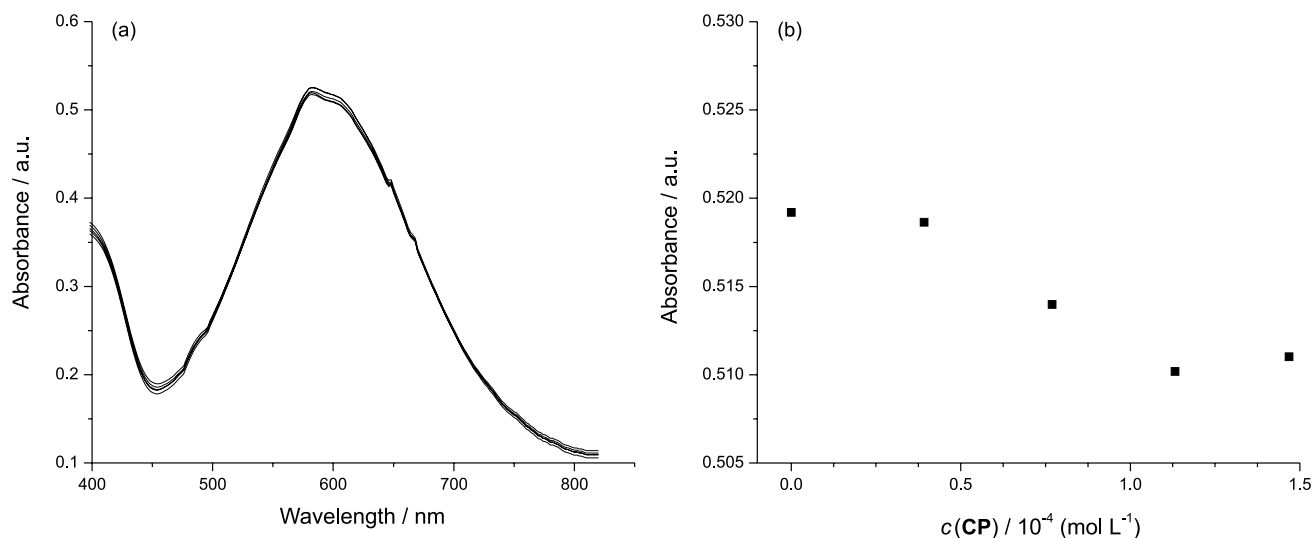 (a)
Absorbance / a.u.
0.6
0.5
0.4
0.3
0.2
0.1
400 500 600 700 800
Wavelength / nm
(b)
Absorbance / a.u.
0.530
0.525
0.520
0.515
0.510
0.505
0.0 0.5 1.0 1.5
c(CP) / 10⁻⁴ (mol L⁻¹)